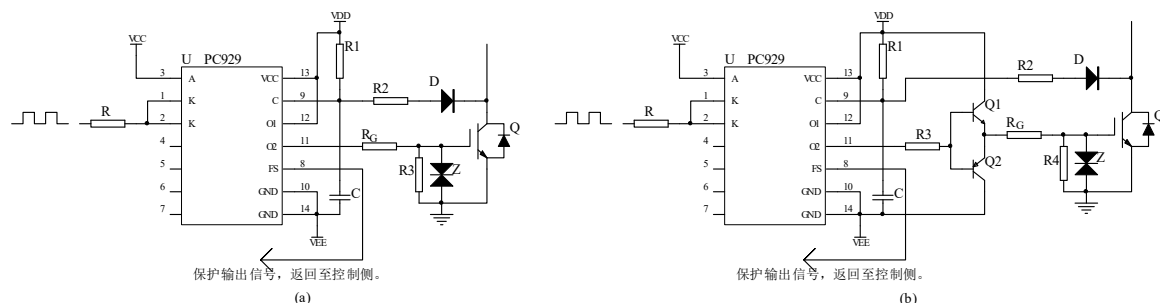 VDD
VCC
U PC929
R1
3 A
VCC 13
R2
D
1 K
C 9
R
2 K
O1 12
Q
4
O2 11
RG
5
FS 8
R3
Z
6
GND 10
C
7
GND 14
VEE
保护输出信号，返回至控制侧。
(a)
VDD
VCC
U PC929
R1
3 A
VCC 13
R2
D
1 K
C 9
Q1
R
2 K
O1 12
RG
Q
4
O2 11
R3
5
FS 8
Q2
R4
Z
6
GND 10
C
7
GND 14
VEE
保护输出信号，返回至控制侧。
(b)